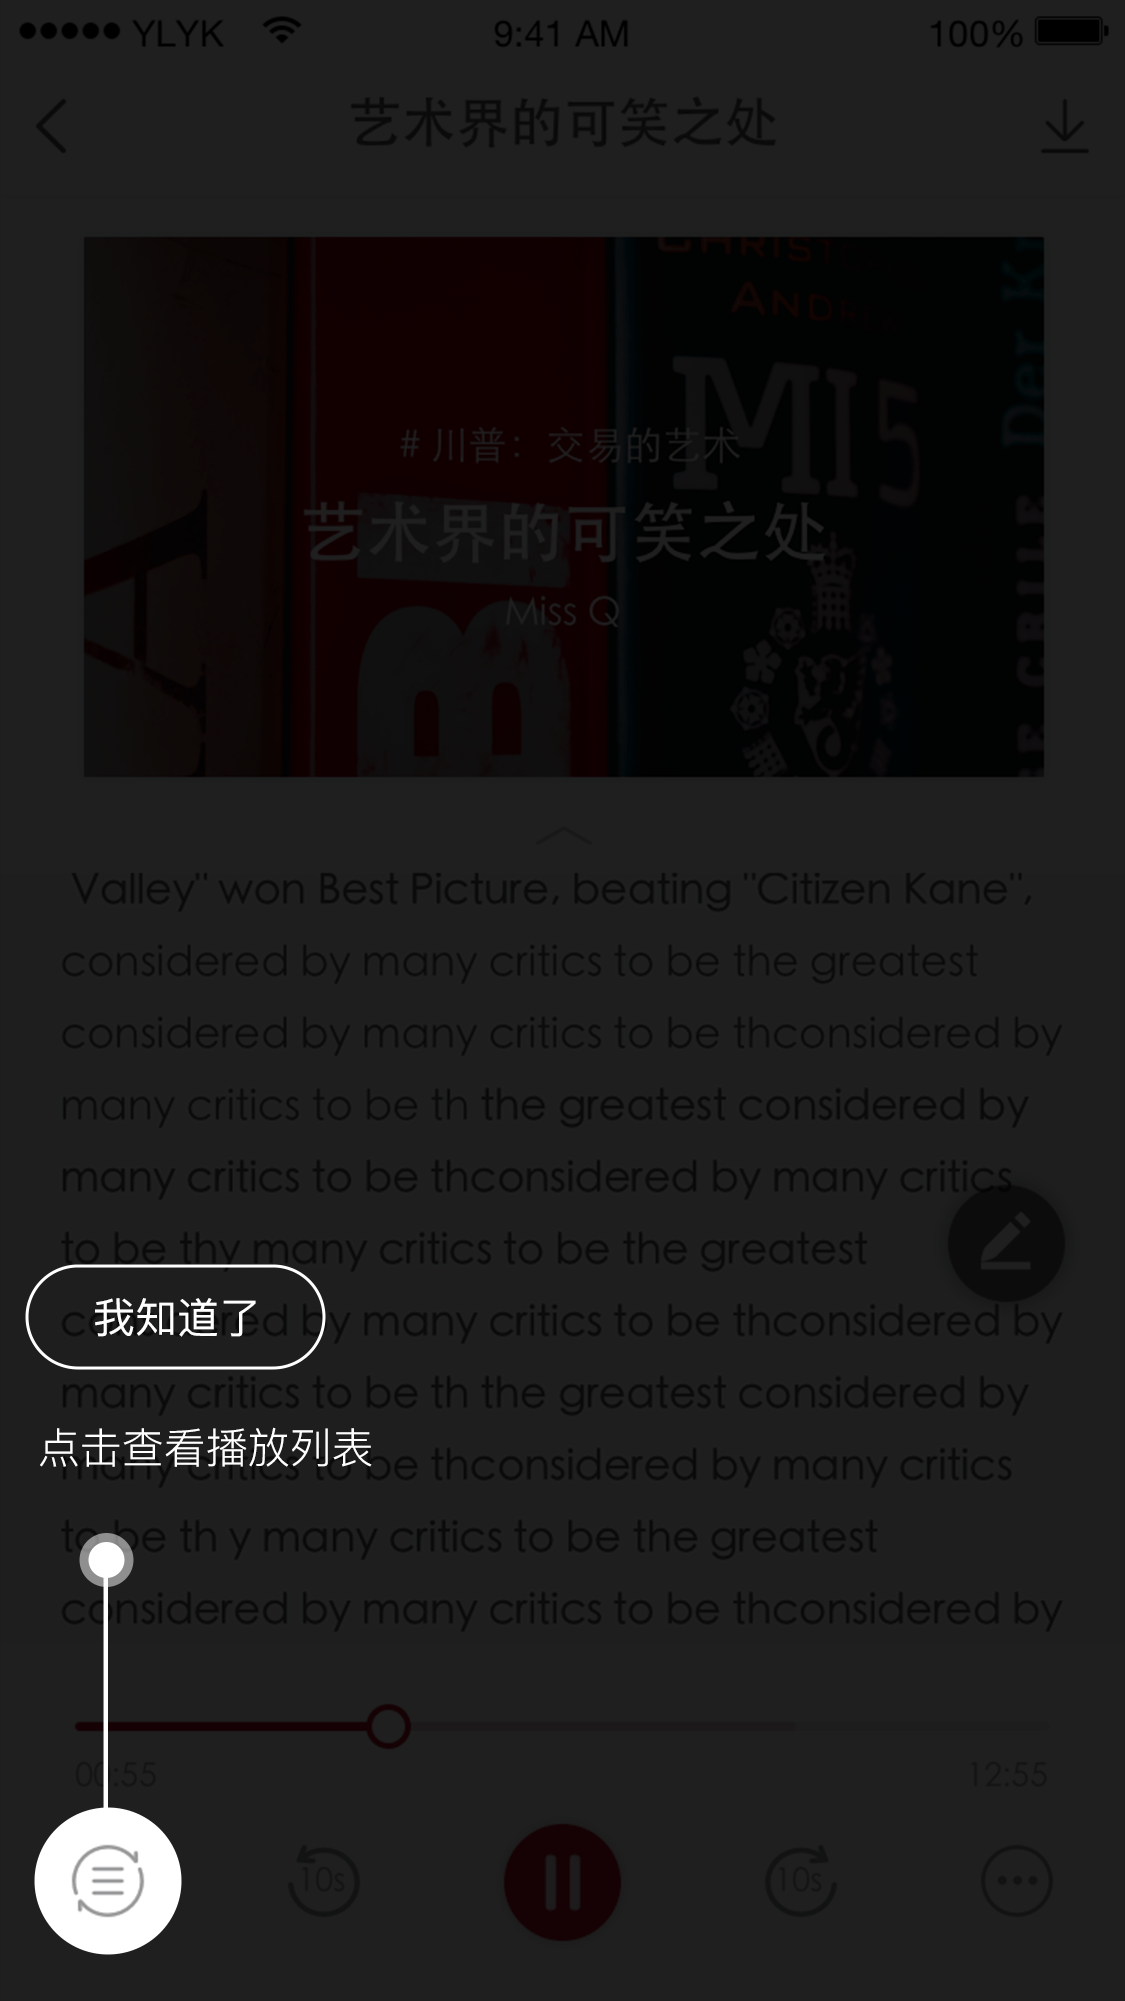 YLYK 9:41 AM 100%
艺术界的可笑之处
CHRIST
ANDR
MI5
Der Kr
# 川普：交易的艺术
艺术界的可笑之处
Miss Q
A
B
Valley" won Best Picture, beating "Citizen Kane",
considered by many critics to be the greatest
considered by many critics to be thconsidered by
many critics to be th the greatest considered by
many critics to be thconsidered by many critics
to be thy many critics to be the greatest
considered by many critics to be thconsidered by
我知道了
many critics to be th the greatest considered by
点击查看播放列表
many critics to be thconsidered by many critics
to be th y many critics to be the greatest
considered by many critics to be thconsidered by
00:55 12:55
10s 10s